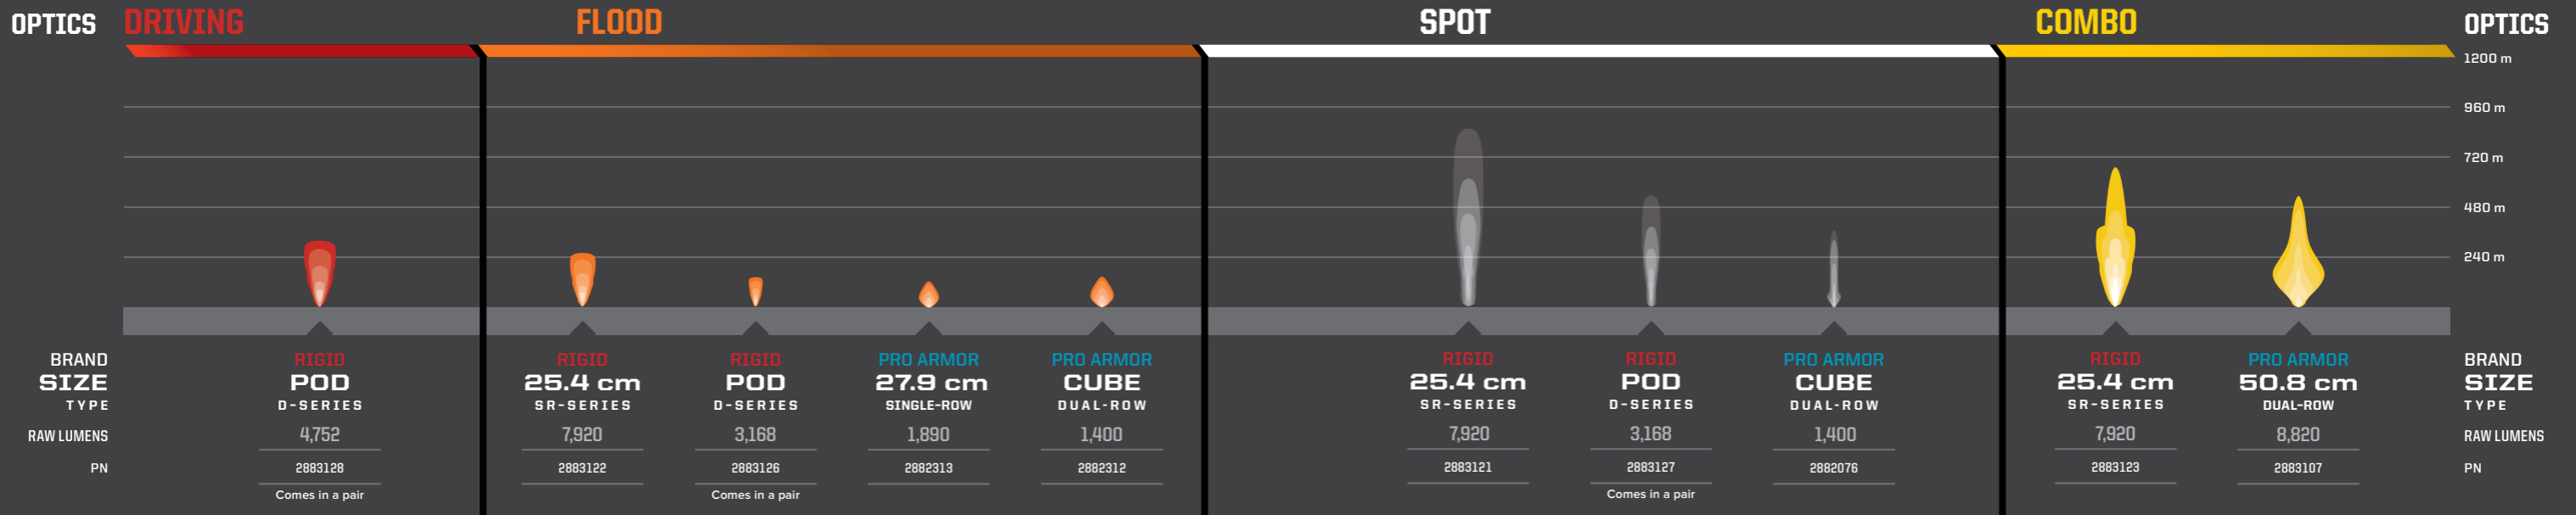 OPTICS DRIVING FLOOD SPOT COMBO OPTICS
1200 m
960 m
720 m
480 m
240 m
BRAND RIGID RIGID RIGID PRO ARMOR PRO ARMOR RIGID RIGID PRO ARMOR RIGID PRO ARMOR BRAND
SIZE POD 25.4 cm POD 27.9 cm CUBE 25.4 cm POD CUBE 25.4 cm 50.8 cm SIZE
TYPE D-SERIES SR-SERIES D-SERIES SINGLE-ROW DUAL-ROW SR-SERIES D-SERIES DUAL-ROW SR-SERIES DUAL-ROW TYPE
RAW LUMENS 4,752 7,920 3,168 1,890 1,400 7,920 3,168 1,400 7,920 8,820 RAW LUMENS
PN 2883128 2883122 2883126 2882313 2882312 2883121 2883127 2882076 2883123 2883107 PN
Comes in a pair Comes in a pair Comes in a pair